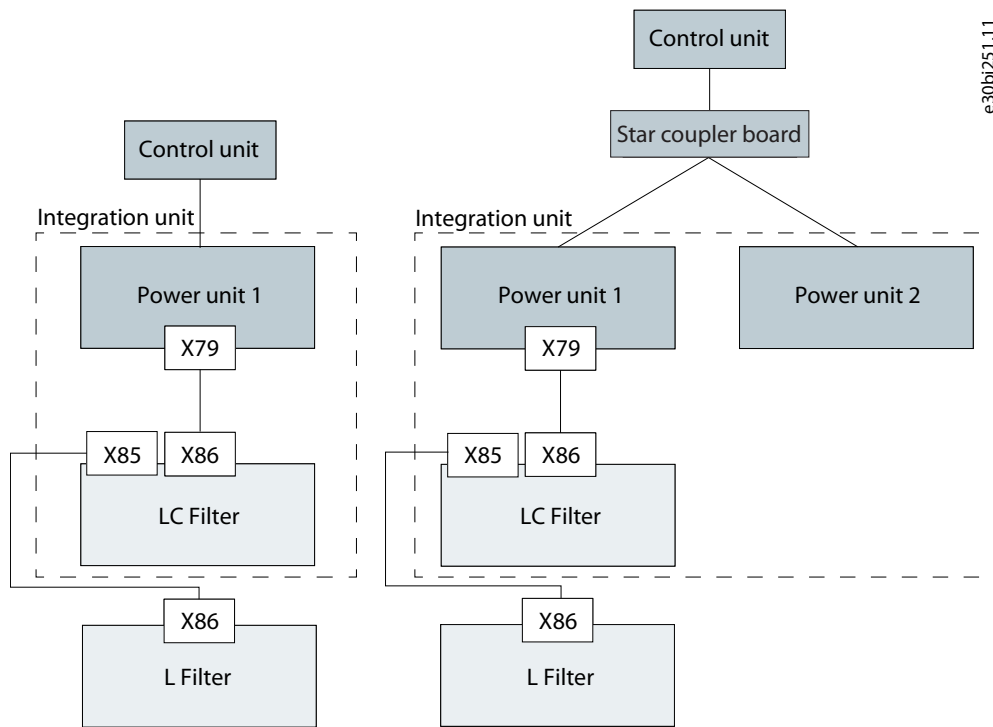 Control unit
Integration unit
Power unit 1
X79
X85
X86
LC Filter
X86
L Filter
Control unit
Star coupler board
Integration unit
Power unit 1
Power unit 2
X79
X85
X86
LC Filter
X86
L Filter
e30bi251.11